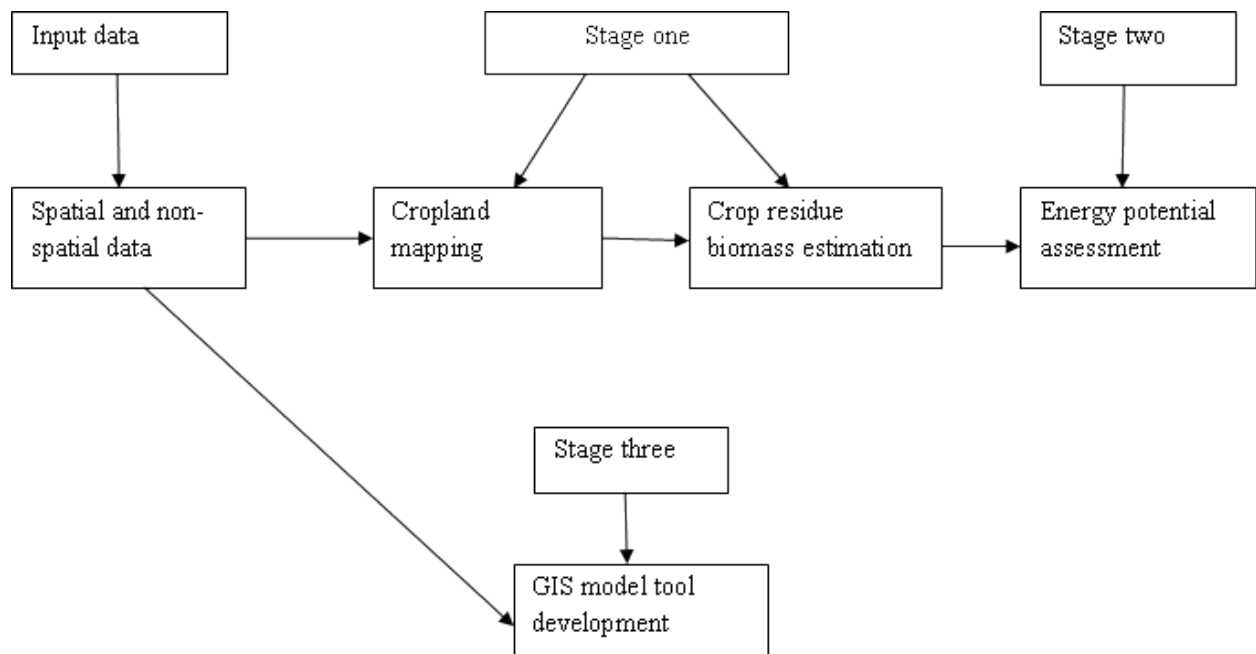 Input data
Stage one
Stage two
Spatial and non-
spatial data
Cropland
mapping
Crop residue
biomass estimation
Energy potential
assessment
Stage three
GIS model tool
development